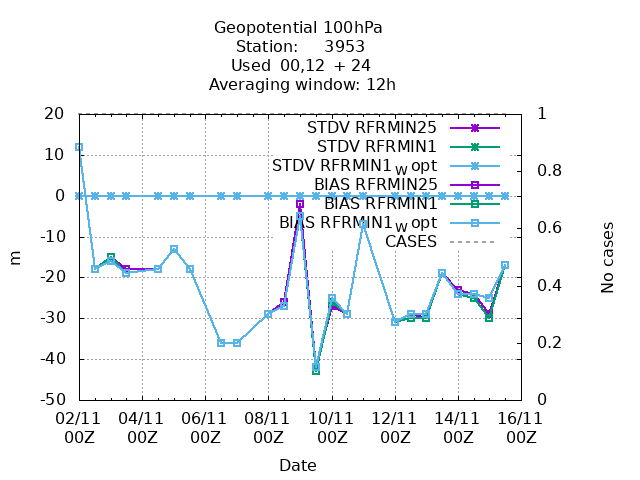 Geopotential 100hPa
Station: 3953
Used 00,12 + 24
Averaging window: 12h
20 1
STDV RFRMIN25
STDV RFRMIN1
10
STDV RFRMIN1W opt
0.8
BIAS RFRMIN25
0
BIAS RFRMIN1
BIAS RFRMIN1W opt
0.6
-10
CASES
m
No cases
-20
0.4
-30
0.2
-40
-50 0
02/11 04/11 06/11 08/11 10/11 12/11 14/11 16/11
00Z 00Z 00Z 00Z 00Z 00Z 00Z 00Z
Date